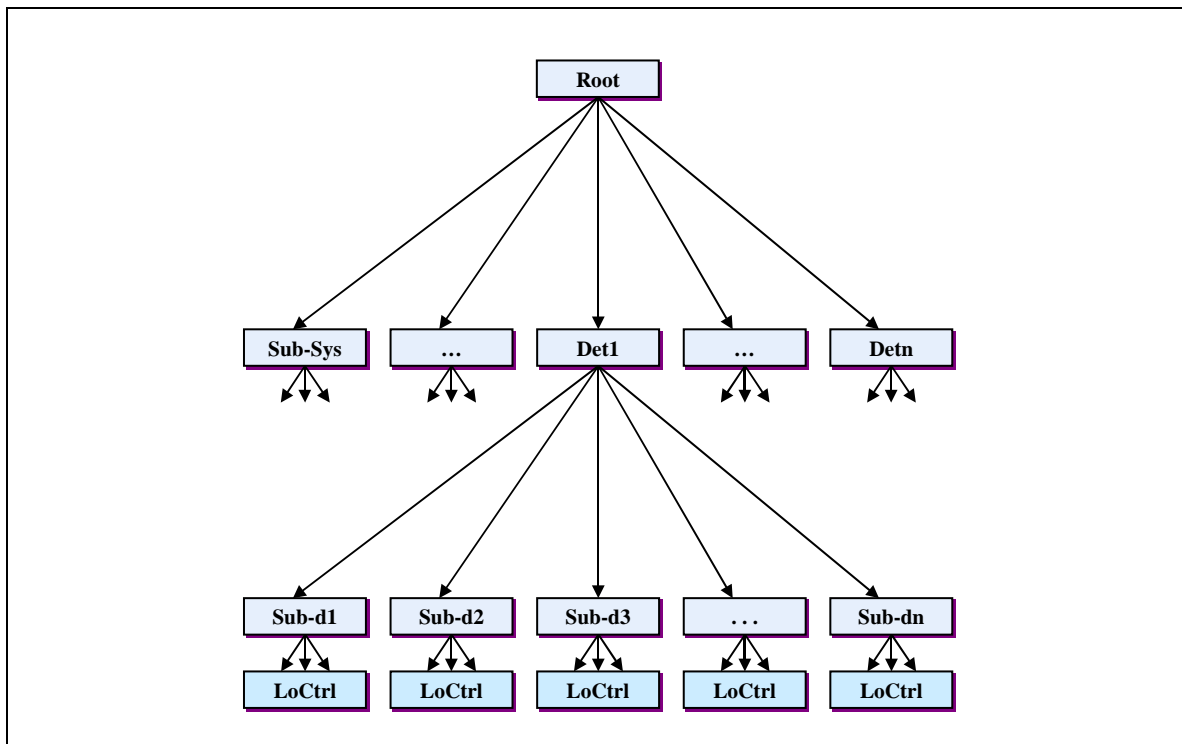 Root
Sub-Sys
…
Det1
…
Detn
Sub-d1
Sub-d2
Sub-d3
. . .
Sub-dn
LoCtrl
LoCtrl
LoCtrl
LoCtrl
LoCtrl